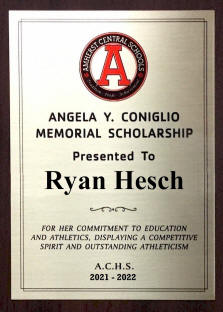 AMHERST CENTRAL SCHOOLS
A
ANGELA Y. CONIGLIO
MEMORIAL SCHOLARSHIP
Presented To
Ryan Hesch
FOR HER COMMITMENT TO EDUCATION
AND ATHLETICS, DISPLAYING A COMPETITIVE
SPIRIT AND OUTSTANDING ATHLETICISM
A.C.H.S.
2021 - 2022